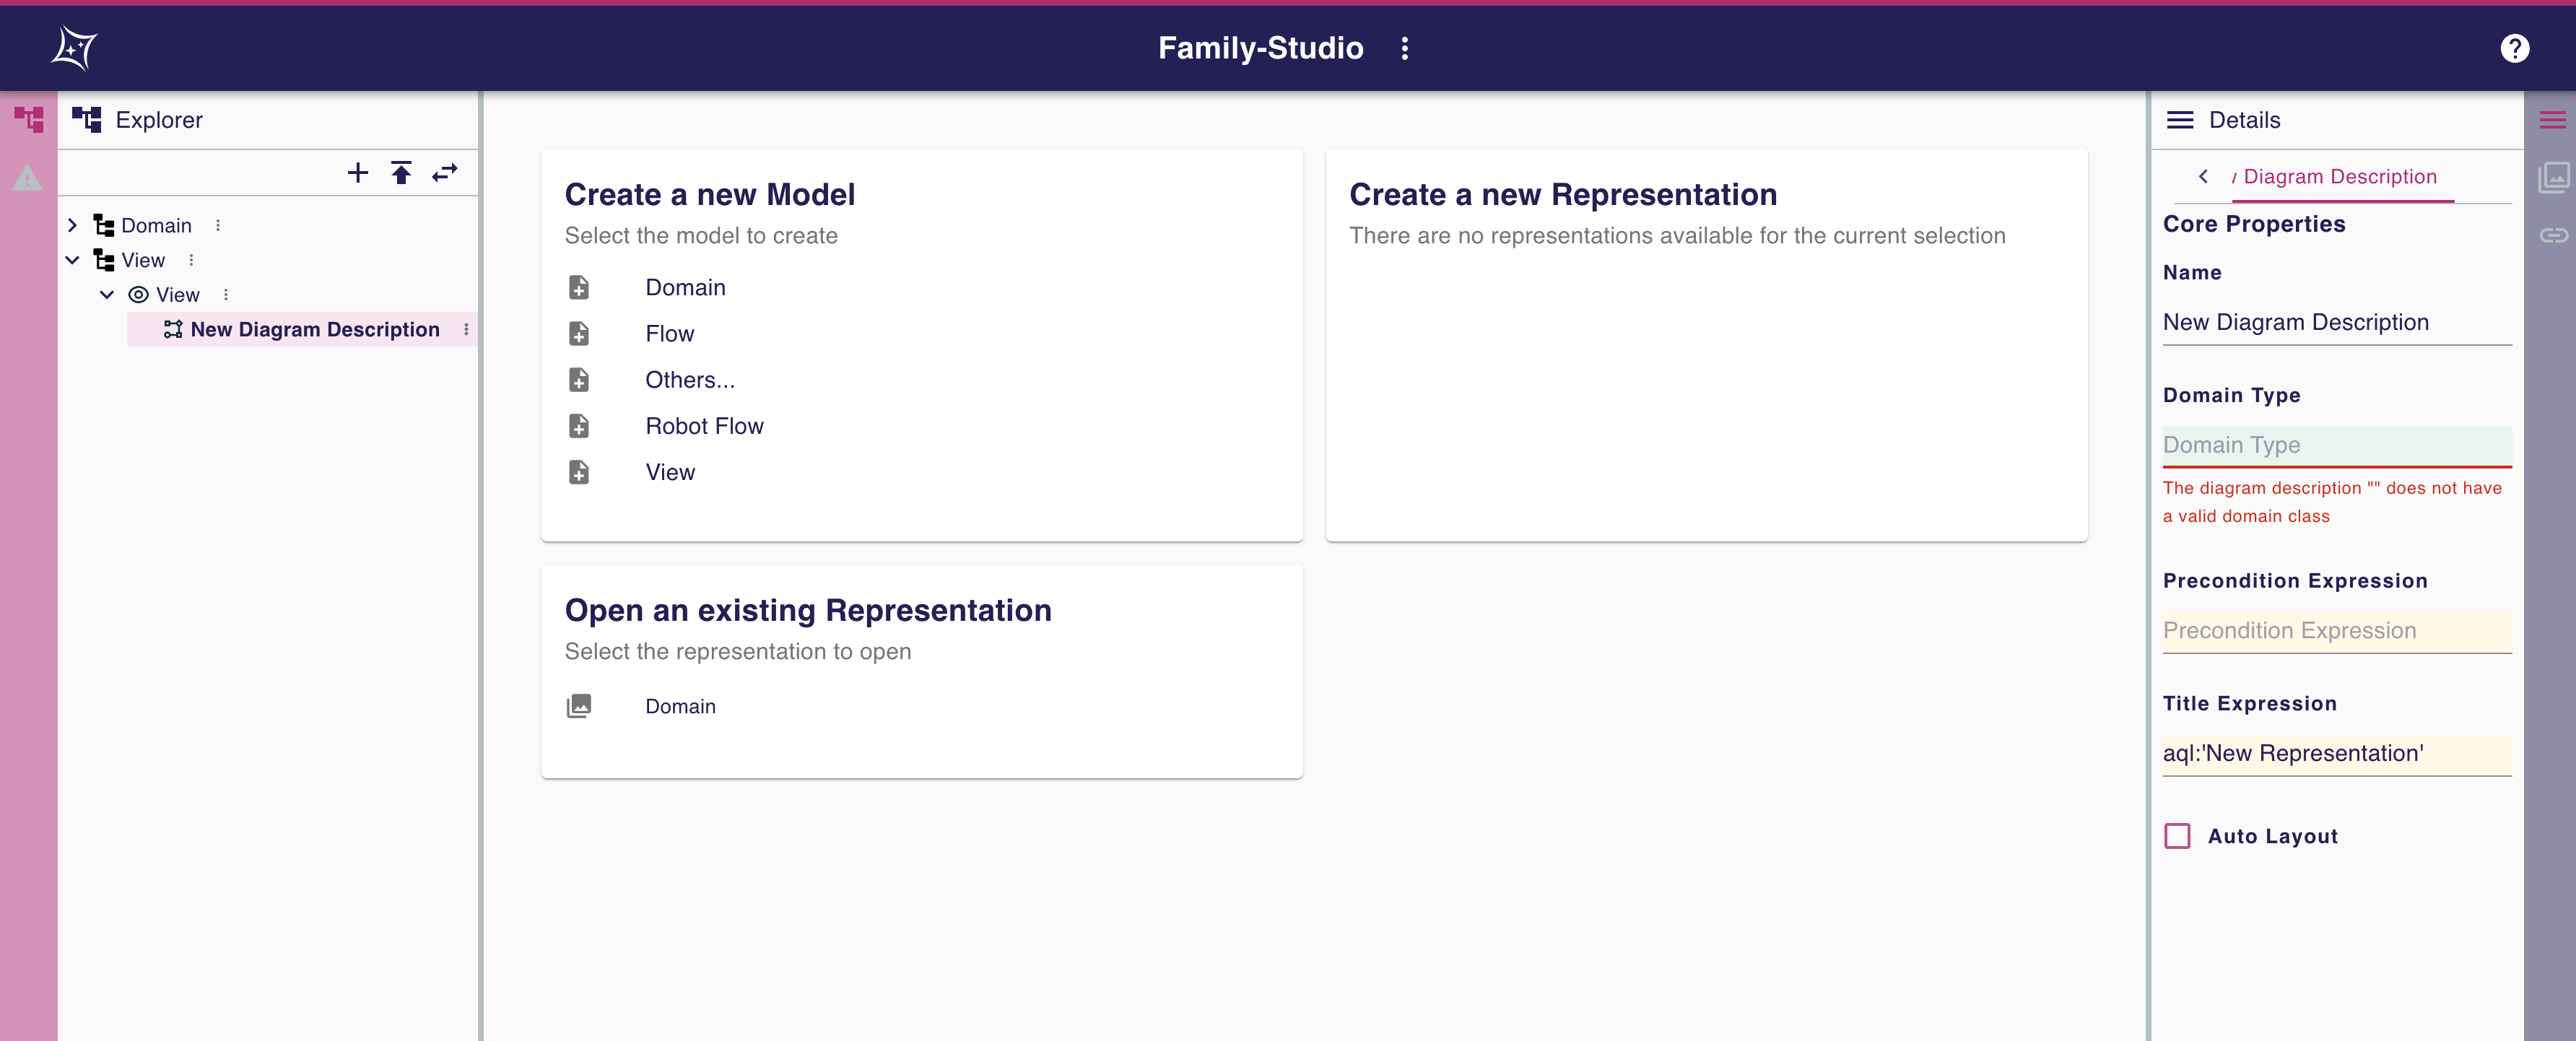 Family-Studio
Explorer
Domain
View
View
New Diagram Description
Create a new Model
Select the model to create
Domain
Flow
Others...
Robot Flow
View
Create a new Representation
There are no representations available for the current selection
Open an existing Representation
Select the representation to open
Domain
Details
Diagram Description
Core Properties
Name
New Diagram Description
Domain Type
Domain Type
The diagram description "" does not have
a valid domain class
Precondition Expression
Precondition Expression
Title Expression
aql:'New Representation'
Auto Layout